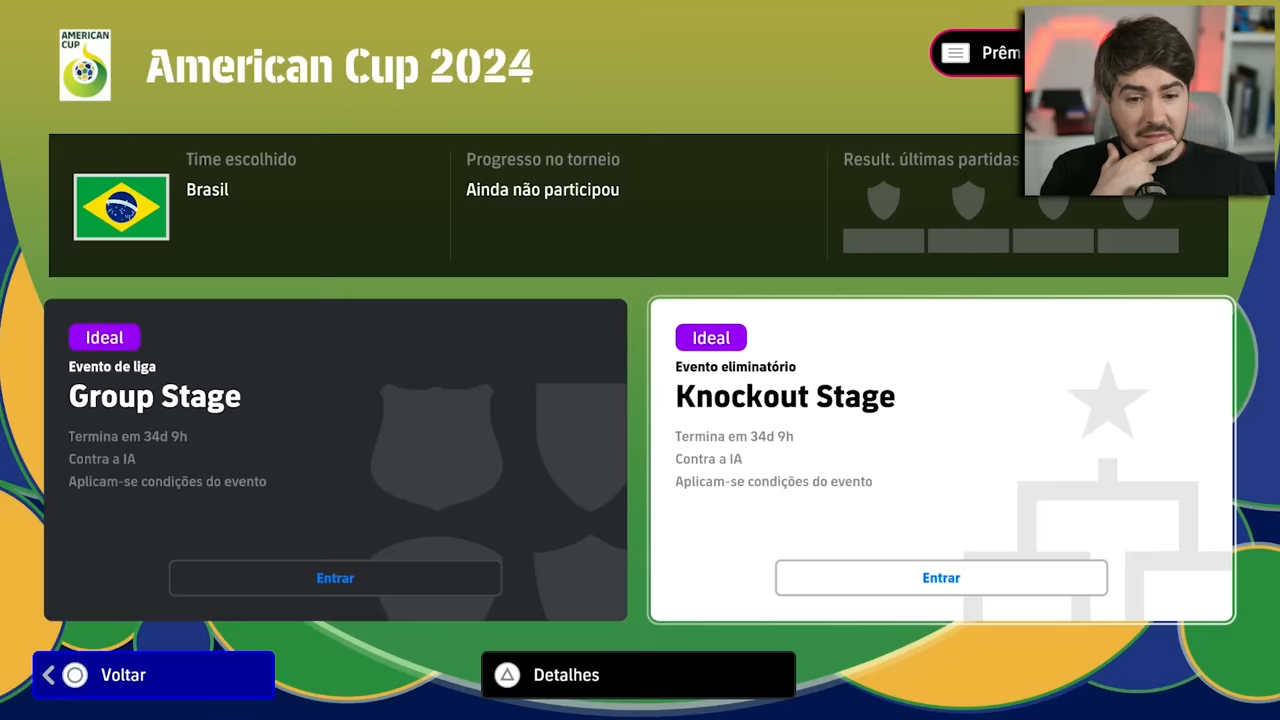 AMERICAN
CUP
American Cup 2024
Prêm
Time escolhido
Brasil
Progresso no torneio
Ainda não participou
Result. últimas partidas
Ideal
Evento de liga
Group Stage
Termina em 34d 9h
Contra a IA
Aplicam-se condições do evento
Entrar
Ideal
Evento eliminatório
Knockout Stage
Termina em 34d 9h
Contra a IA
Aplicam-se condições do evento
Entrar
Voltar
Detalhes